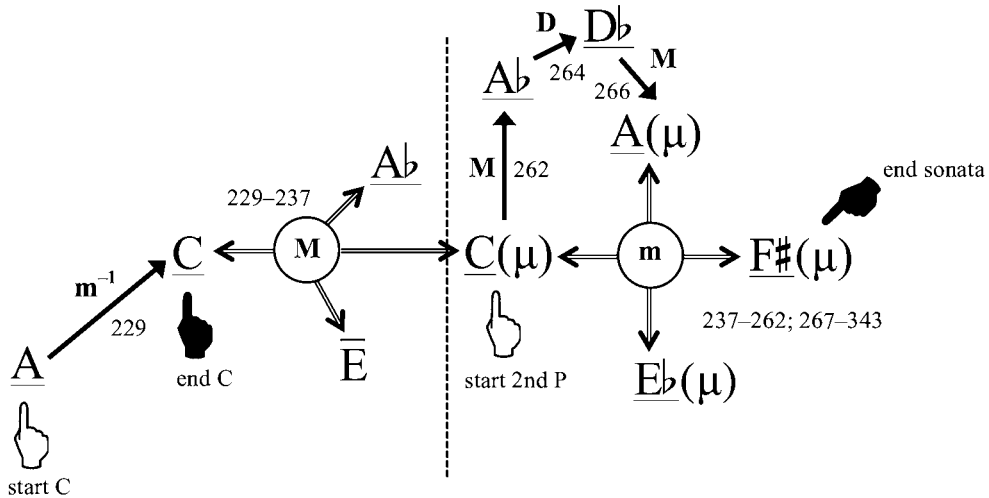 D
D♭
264
M
A♭
266
A(μ)
M
262
A♭
229–237
end sonata
C
M
C(μ)
m
F♯(μ)
m⁻¹
229
237–262; 267–343
E
A
end C
start 2nd P
E♭(μ)
start C